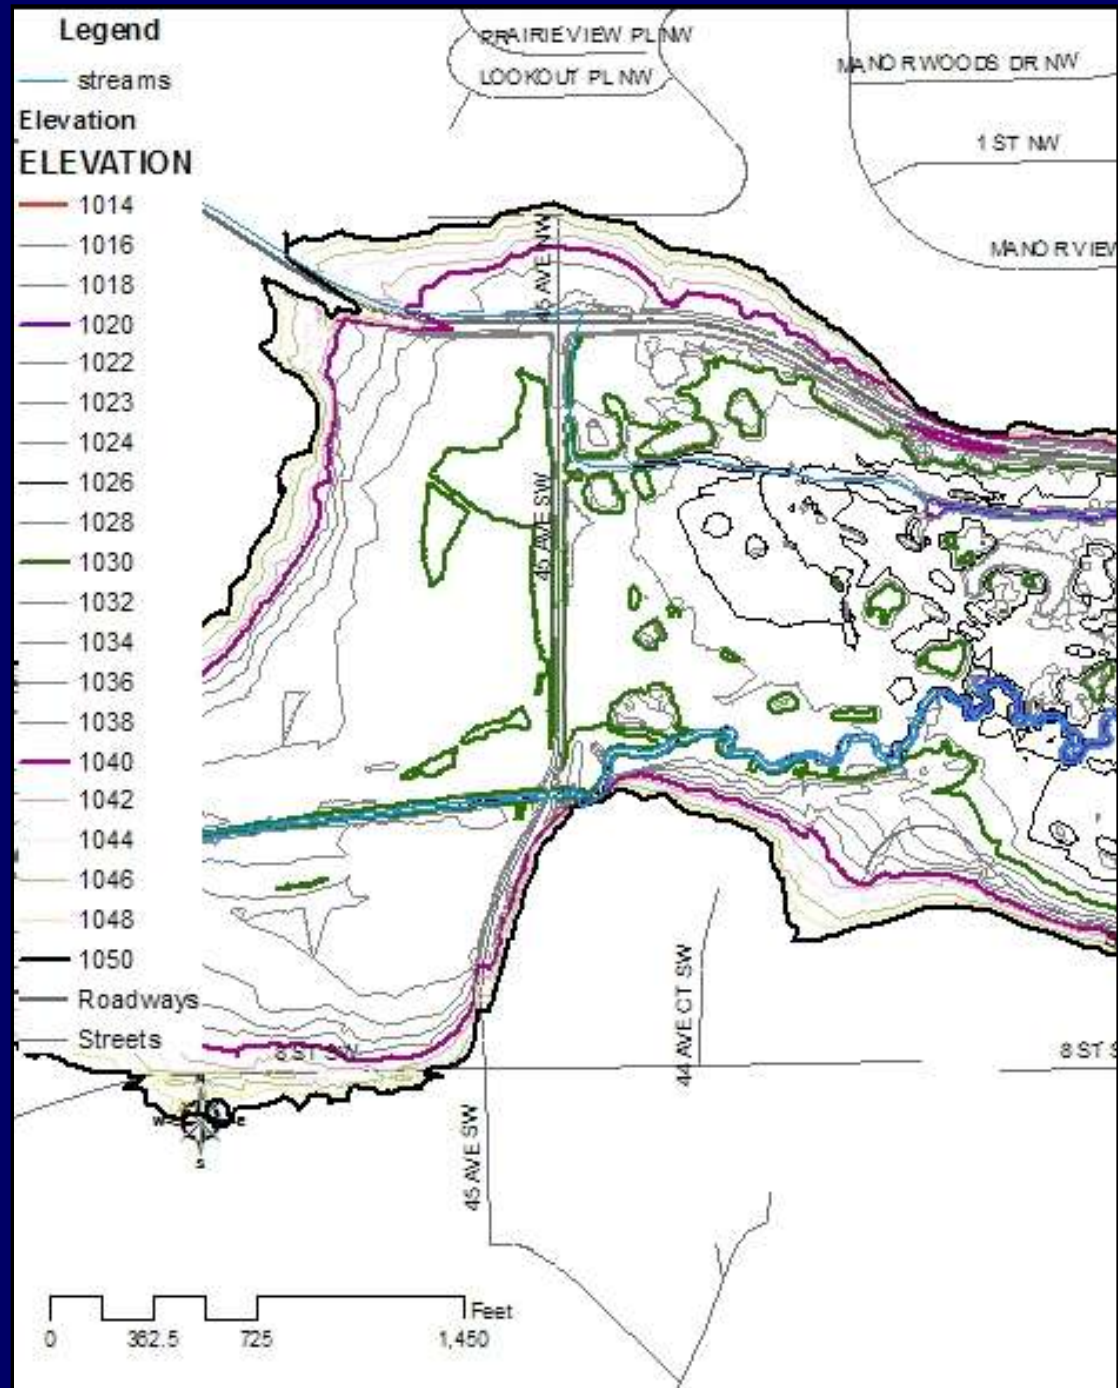 Legend
streams
Elevation
ELEVATION
1014
1016
1018
1020
1022
1023
1024
1026
1028
1030
1032
1034
1036
1038
1040
1042
1044
1046
1048
1050
Roadways
Streets
PRAIRIEVIEW PL NW
LOOKOUT PL NW
MANORWOODS DR NW
1 ST NW
MANOR VIEW
45 AVE NW
45 AVE SW
44 AVE CT SW
8 ST SW
8 ST S
45 AVE SW
N
W E
S
Feet
0 362.5 725 1,450